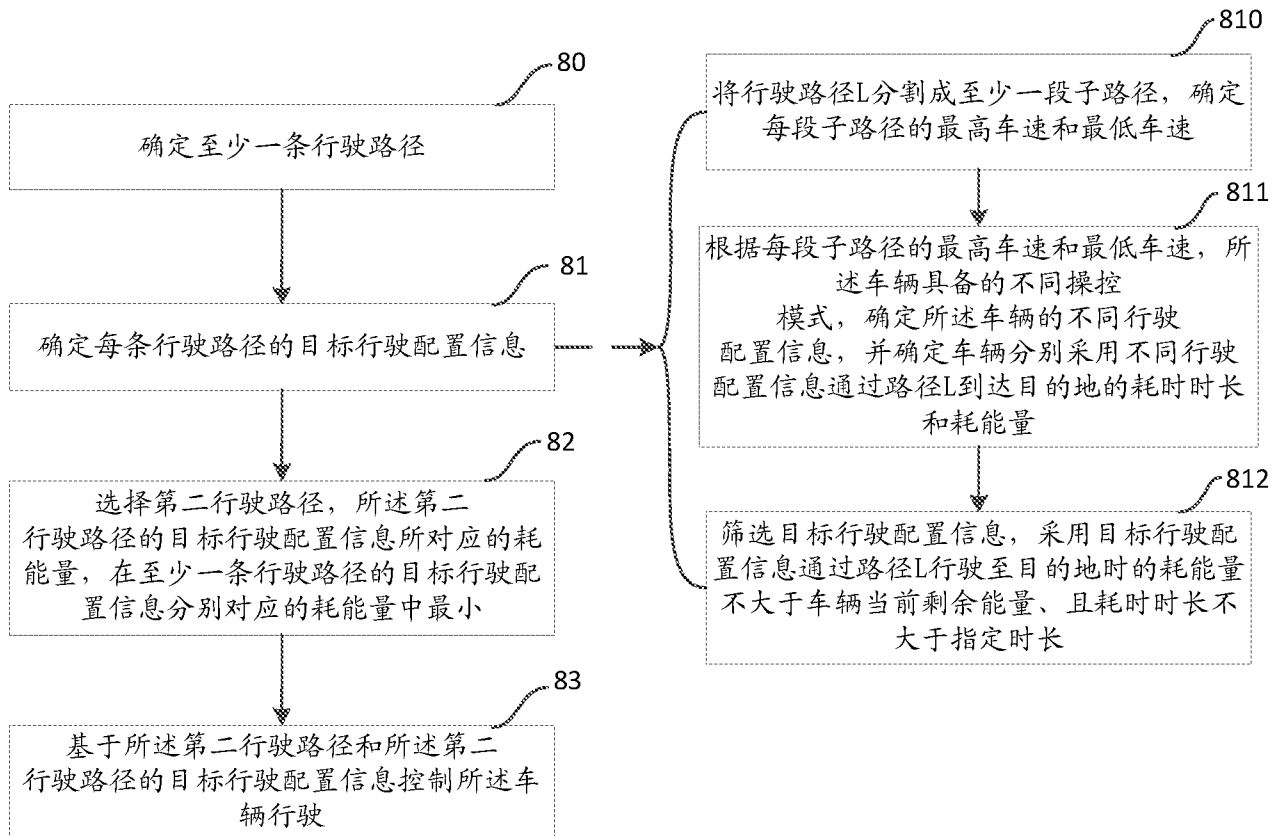 80
确定至少一条行驶路径
81
确定每条行驶路径的目标行驶配置信息
82
选择第二行驶路径，所述第二
行驶路径的目标行驶配置信息所对应的耗
能量，在至少一条行驶路径的目标行驶配
置信息分别对应的耗能量中最小
83
基于所述第二行驶路径和所述第二
行驶路径的目标行驶配置信息控制所述车
辆行驶
810
将行驶路径L分割成至少一段子路径，确定
每段子路径的最高车速和最低车速
811
根据每段子路径的最高车速和最低车速，所
述车辆具备的不同操控
模式，确定所述车辆的不同行驶
配置信息，并确定车辆分别采用不同行驶
配置信息通过路径L到达目的地的耗时时长
和耗能量
812
筛选目标行驶配置信息，采用目标行驶配
置信息通过路径L行驶至目的地时的耗能量
不大于车辆当前剩余能量、且耗时时长不
大于指定时长